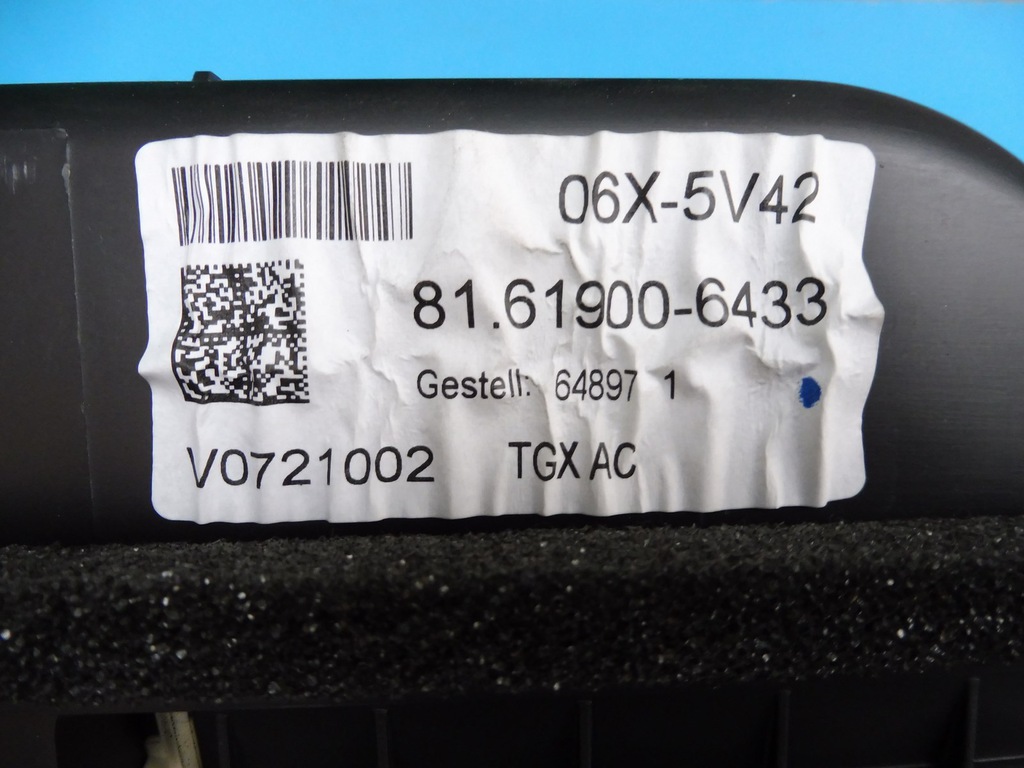 06X-5V42
81.61900-6433
Gestell: 64897 1
V0721002 TGX AC